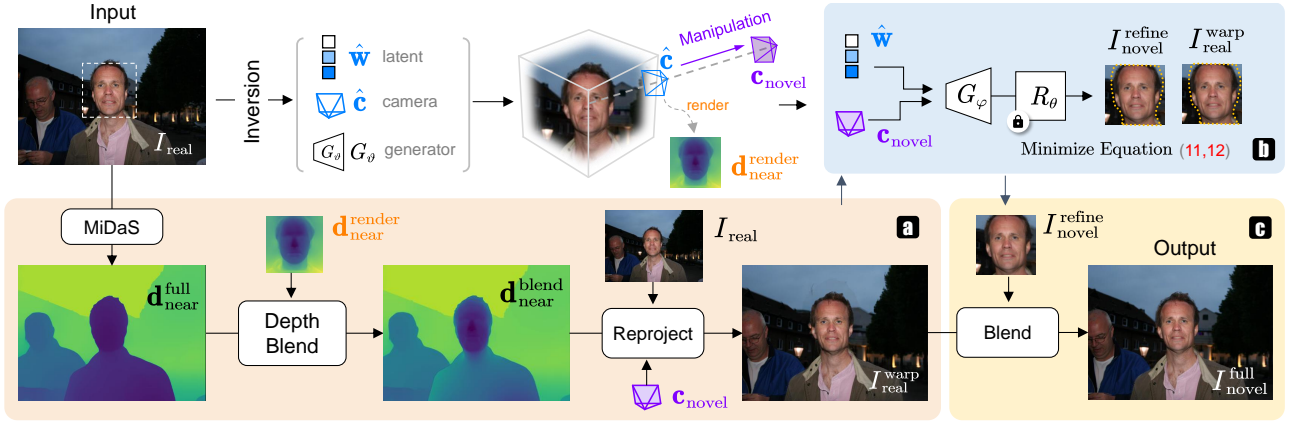 Input
I_real
Inversion
ŵ latent
ĉ camera
G_ϑ G_ϑ generator
ĉ
Manipulation
c_novel
render
d_near^render
ŵ
c_novel
G_φ
R_θ
I_novel^refine
I_real^warp
Minimize Equation (11,12)
b
MiDaS
d_near^full
d_near^render
Depth
Blend
d_near^blend
I_real
Reproject
c_novel
a
I_real^warp
I_novel^refine
c
Output
Blend
I_novel^full